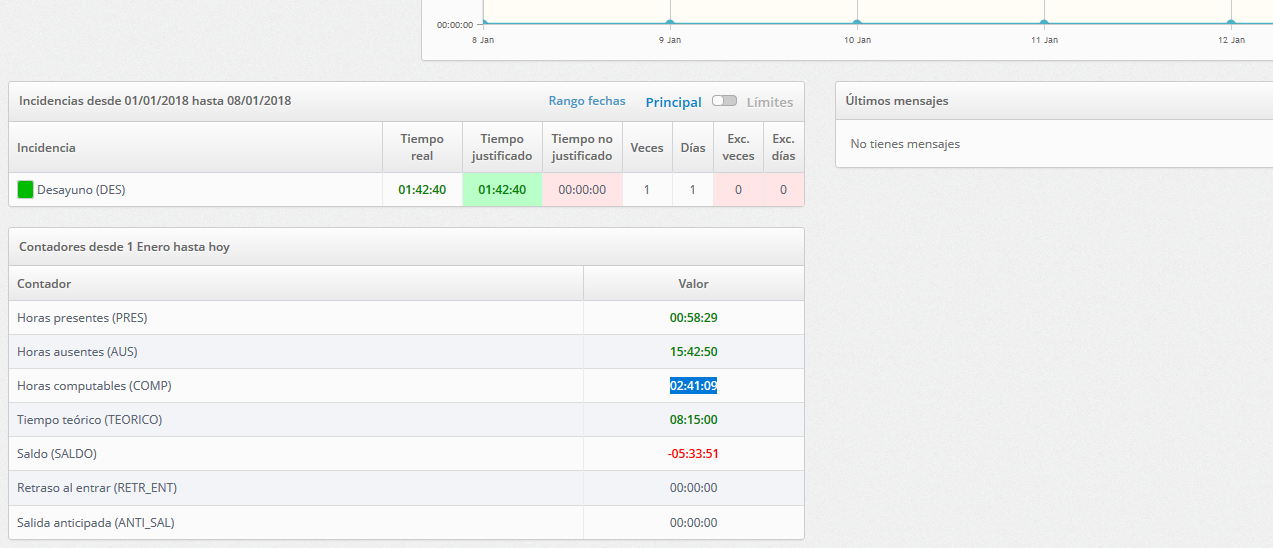 00:00:00
8 Jan 9 Jan 10 Jan 11 Jan 12 Jan
Incidencias desde 01/01/2018 hasta 08/01/2018 Rango fechas Principal Límites
Incidencia Tiempo real Tiempo justificado Tiempo no justificado Veces Días Exc. veces Exc. días
Desayuno (DES) 01:42:40 01:42:40 00:00:00 1 1 0 0
Contadores desde 1 Enero hasta hoy
Contador Valor
Horas presentes (PRES) 00:58:29
Horas ausentes (AUS) 15:42:50
Horas computables (COMP) 02:41:09
Tiempo teórico (TEORICO) 08:15:00
Saldo (SALDO) -05:33:51
Retraso al entrar (RETR_ENT) 00:00:00
Salida anticipada (ANTI_SAL) 00:00:00
Últimos mensajes
No tienes mensajes